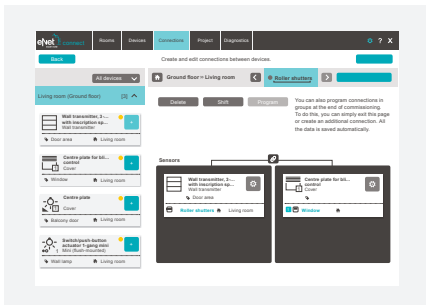 eNet connect
Rooms Devices Connections Project Diagnostics ? X
Back
Create and edit connections between devices.
All devices
Ground floor = Living room
Roller shutters
Living room (Ground floor) [3]
Delete Shift Program
You can also program connections in
groups at the end of commissioning.
To do this, you can simply exit this page
or create an additional connection. All
the data is saved automatically.
Wall transmitter, 3-...
with inscription sp...
Wall transmitter
Door area Living room
Centre plate for bli...
control
Cover
Window Living room
Centre plate
Cover
Balcony door Living room
Switch/push-button
actuator 1-gang mini
Mini (flush-mounted)
Wall lamp Living room
Sensors
Wall transmitter, 3-...
with inscription sp...
Wall transmitter
Door area
Roller shutters Living room
Centre plate for bli...
control
Cover
Window